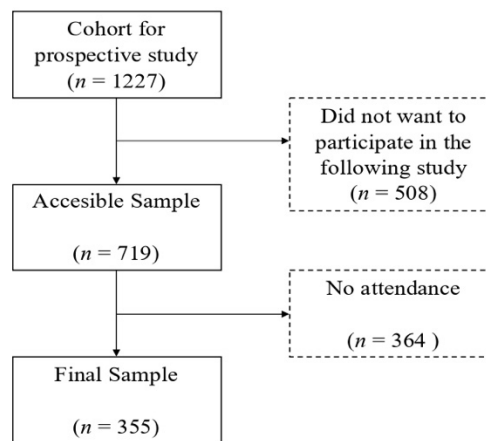 Cohort for
prospective study
(n = 1227)
Did not want to
participate in the
following study
(n = 508)
Accesible Sample
(n = 719)
No attendance
(n = 364 )
Final Sample
(n = 355)